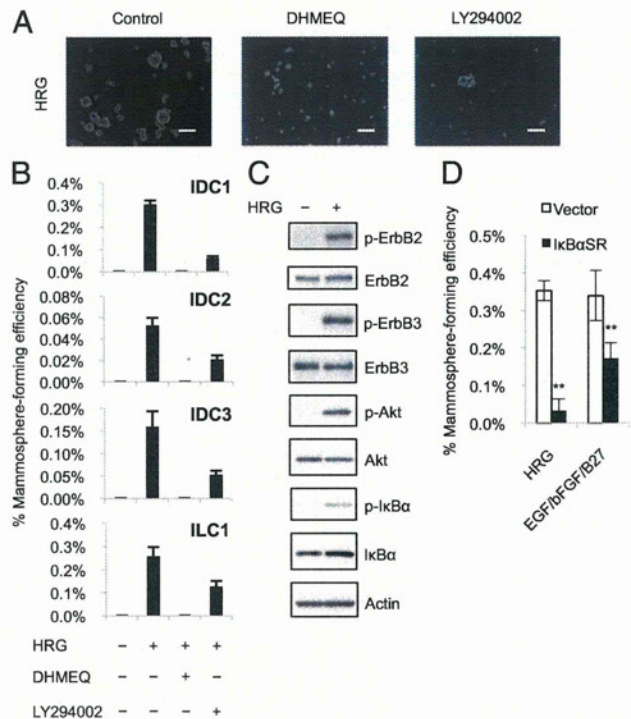 A
Control
DHMEQ
LY294002
HRG
B
% Mammosphere-forming efficiency
IDC1
0.4%
0.3%
0.2%
0.1%
0.0%
IDC2
0.08%
0.06%
0.04%
0.02%
0.00%
IDC3
0.20%
0.15%
0.10%
0.05%
0.00%
ILC1
0.4%
0.3%
0.2%
0.1%
0.0%
HRG − + + +
DHMEQ − − + −
LY294002 − − − +
C
HRG − +
p-ErbB2
ErbB2
p-ErbB3
ErbB3
p-Akt
Akt
p-IκBα
IκBα
Actin
D
Vector
IκBαSR
% Mammosphere-forming efficiency
0.5%
0.3%
0.2%
0.1%
0.0%
**
**
HRG
EGF/bFGF/B27